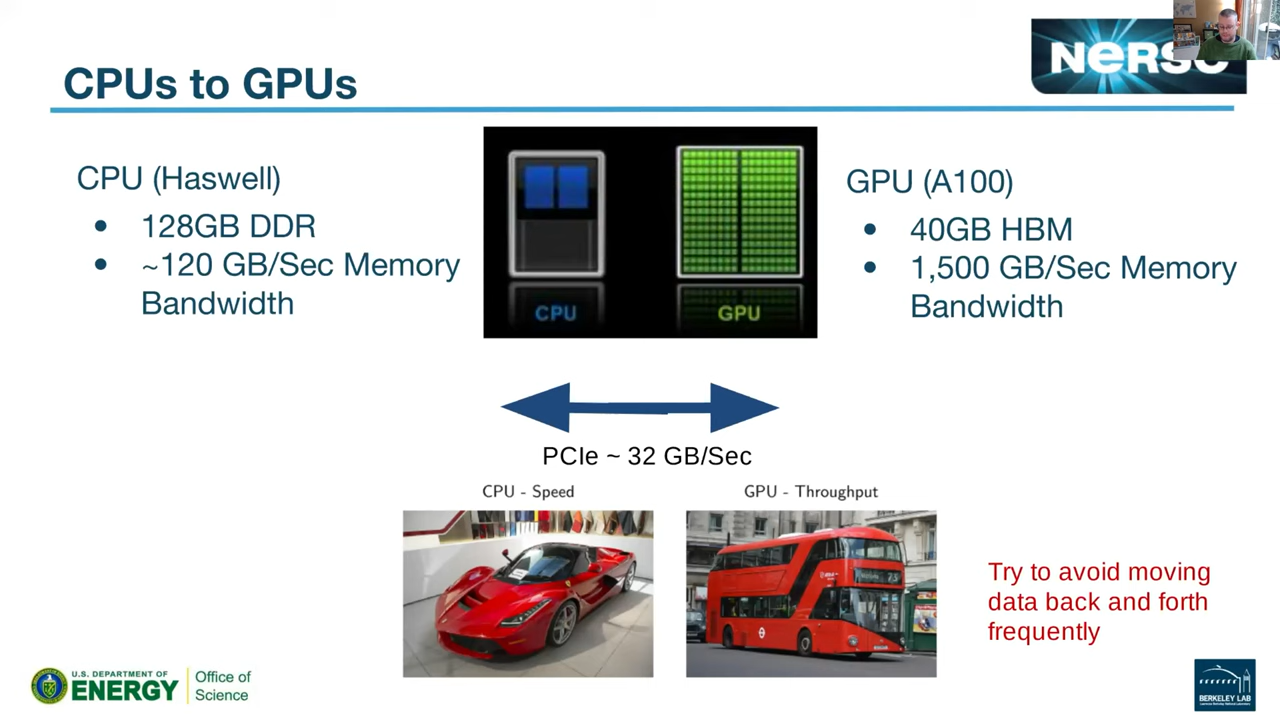 CPUs to GPUs
NERSC
CPU (Haswell)
• 128GB DDR
• ~120 GB/Sec Memory
Bandwidth
CPU
GPU
GPU (A100)
• 40GB HBM
• 1,500 GB/Sec Memory
Bandwidth
PCIe ~ 32 GB/Sec
CPU - Speed
GPU - Throughput
Try to avoid moving
data back and forth
frequently
U.S. DEPARTMENT OF
ENERGY
Office of
Science
BERKELEY LAB